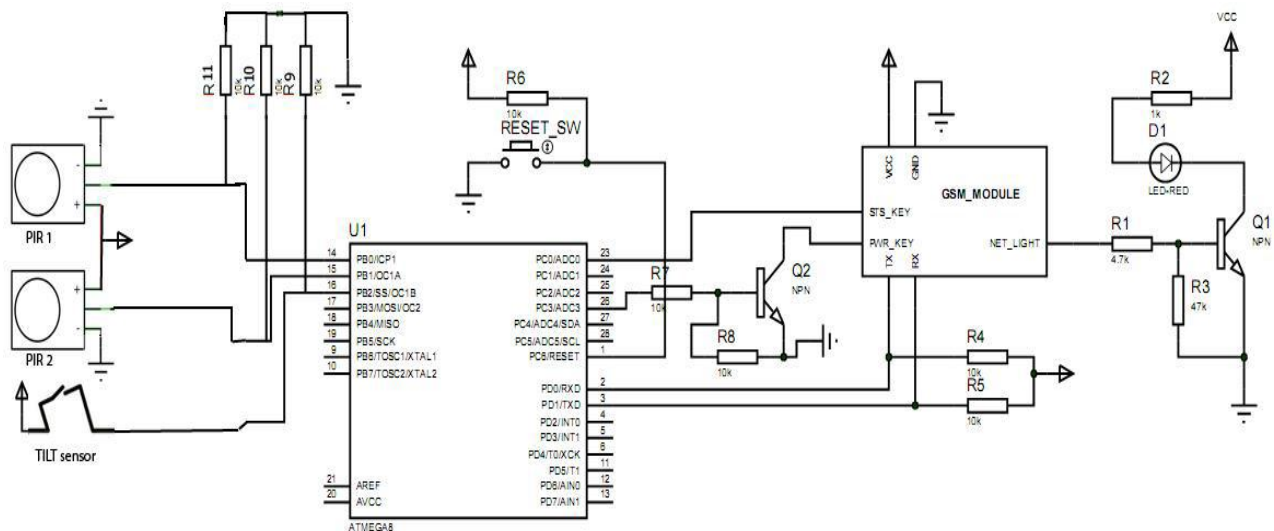 VCC
R11
10k
R10
10k
R9
10k
R6
10k
RESET_SW
R2
1k
D1
LED-RED
VCC
GND
GSM_MODULE
STS_KEY
PWR_KEY
TX
RX
NET_LIGHT
R1
4.7k
Q1
NPN
R3
47k
PIR 1
PIR 2
TILT sensor
U1
14 PB0/ICP1
15 PB1/OC1A
16 PB2/SS/OC1B
17 PB3/MOSI/OC2
18 PB4/MISO
19 PB5/SCK
9 PB6/TOSC1/XTAL1
10 PB7/TOSC2/XTAL2
21 AREF
20 AVCC
PC0/ADC0 23
PC1/ADC1 24
PC2/ADC2 25
PC3/ADC3 26
PC4/ADC4/SDA 27
PC5/ADC5/SCL 28
PC6/RESET 1
PD0/RXD 2
PD1/TXD 3
PD2/INT0 4
PD3/INT1 5
PD4/T0/XCK 6
PD5/T1 11
PD6/AIN0 12
PD7/AIN1 13
ATMEGA8
R7
10k
Q2
NPN
R8
10k
R4
10k
R5
10k
- +
+ -